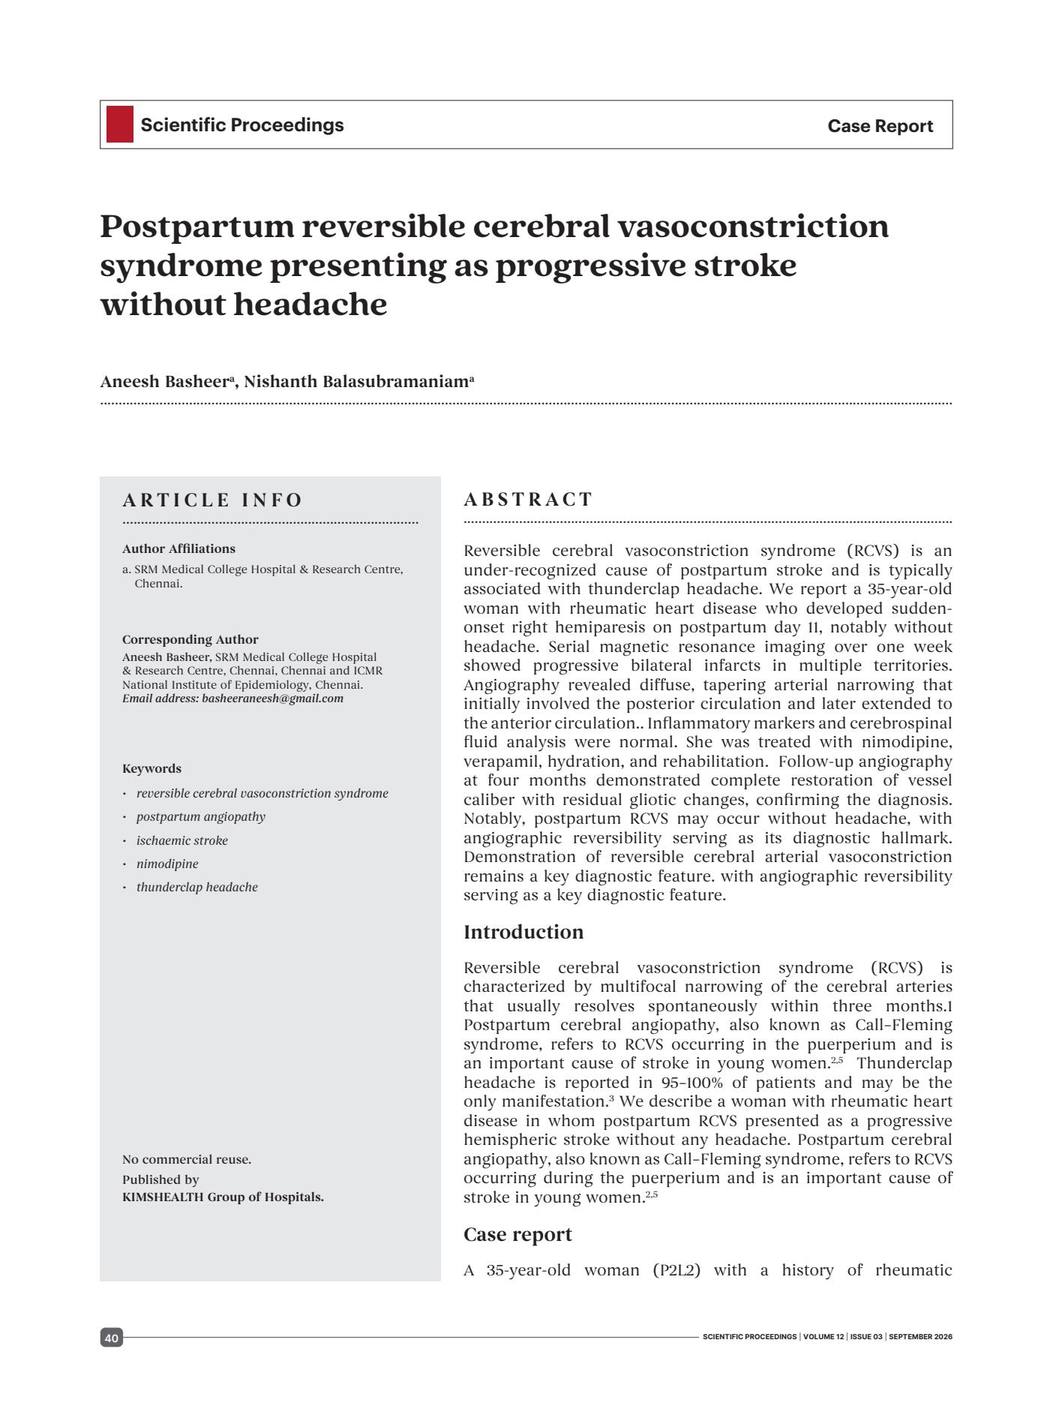 Scientific Proceedings
Case Report
Postpartum reversible cerebral vasoconstriction
syndrome presenting as progressive stroke
without headache
Aneesh Basheerᵃ, Nishanth Balasubramaniamᵃ
ARTICLE INFO
Author Affiliations
a. SRM Medical College Hospital & Research Centre,
Chennai.
Corresponding Author
Aneesh Basheer, SRM Medical College Hospital
& Research Centre, Chennai, Chennai and ICMR
National Institute of Epidemiology, Chennai.
Email address: basheeraneesh@gmail.com
Keywords
• reversible cerebral vasoconstriction syndrome
• postpartum angiopathy
• ischaemic stroke
• nimodipine
• thunderclap headache
No commercial reuse.
Published by
KIMSHEALTH Group of Hospitals.
ABSTRACT
Reversible cerebral vasoconstriction syndrome (RCVS) is an
under-recognized cause of postpartum stroke and is typically
associated with thunderclap headache. We report a 35-year-old
woman with rheumatic heart disease who developed sudden-
onset right hemiparesis on postpartum day 11, notably without
headache. Serial magnetic resonance imaging over one week
showed progressive bilateral infarcts in multiple territories.
Angiography revealed diffuse, tapering arterial narrowing that
initially involved the posterior circulation and later extended to
the anterior circulation.. Inflammatory markers and cerebrospinal
fluid analysis were normal. She was treated with nimodipine,
verapamil, hydration, and rehabilitation. Follow-up angiography
at four months demonstrated complete restoration of vessel
caliber with residual gliotic changes, confirming the diagnosis.
Notably, postpartum RCVS may occur without headache, with
angiographic reversibility serving as its diagnostic hallmark.
Demonstration of reversible cerebral arterial vasoconstriction
remains a key diagnostic feature. with angiographic reversibility
serving as a key diagnostic feature.
Introduction
Reversible cerebral vasoconstriction syndrome (RCVS) is
characterized by multifocal narrowing of the cerebral arteries
that usually resolves spontaneously within three months.1
Postpartum cerebral angiopathy, also known as Call–Fleming
syndrome, refers to RCVS occurring in the puerperium and is
an important cause of stroke in young women.²,⁵ Thunderclap
headache is reported in 95–100% of patients and may be the
only manifestation.³ We describe a woman with rheumatic heart
disease in whom postpartum RCVS presented as a progressive
hemispheric stroke without any headache. Postpartum cerebral
angiopathy, also known as Call–Fleming syndrome, refers to RCVS
occurring during the puerperium and is an important cause of
stroke in young women.²,⁵
Case report
A 35-year-old woman (P2L2) with a history of rheumatic
40
SCIENTIFIC PROCEEDINGS | VOLUME 12 | ISSUE 03 | SEPTEMBER 2026